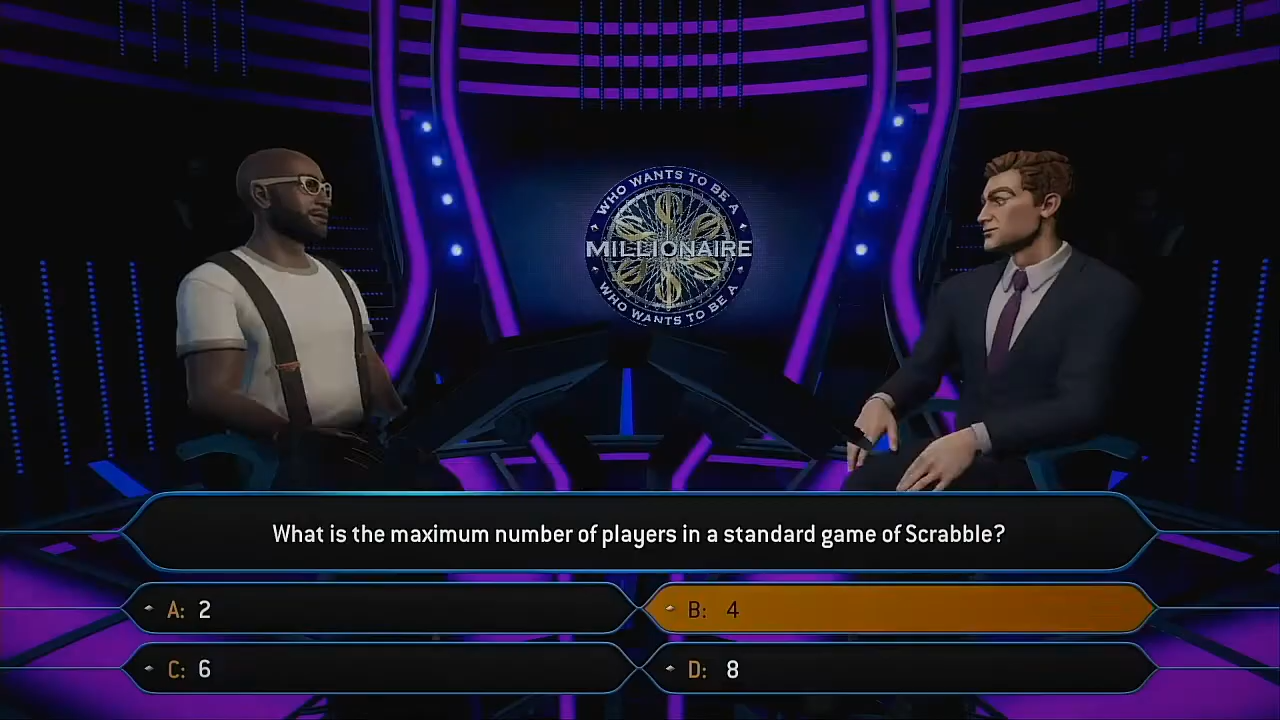 WHO WANTS TO BE A
MILLIONAIRE
WHO WANTS TO BE A
What is the maximum number of players in a standard game of Scrabble?
A: 2
B: 4
C: 6
D: 8